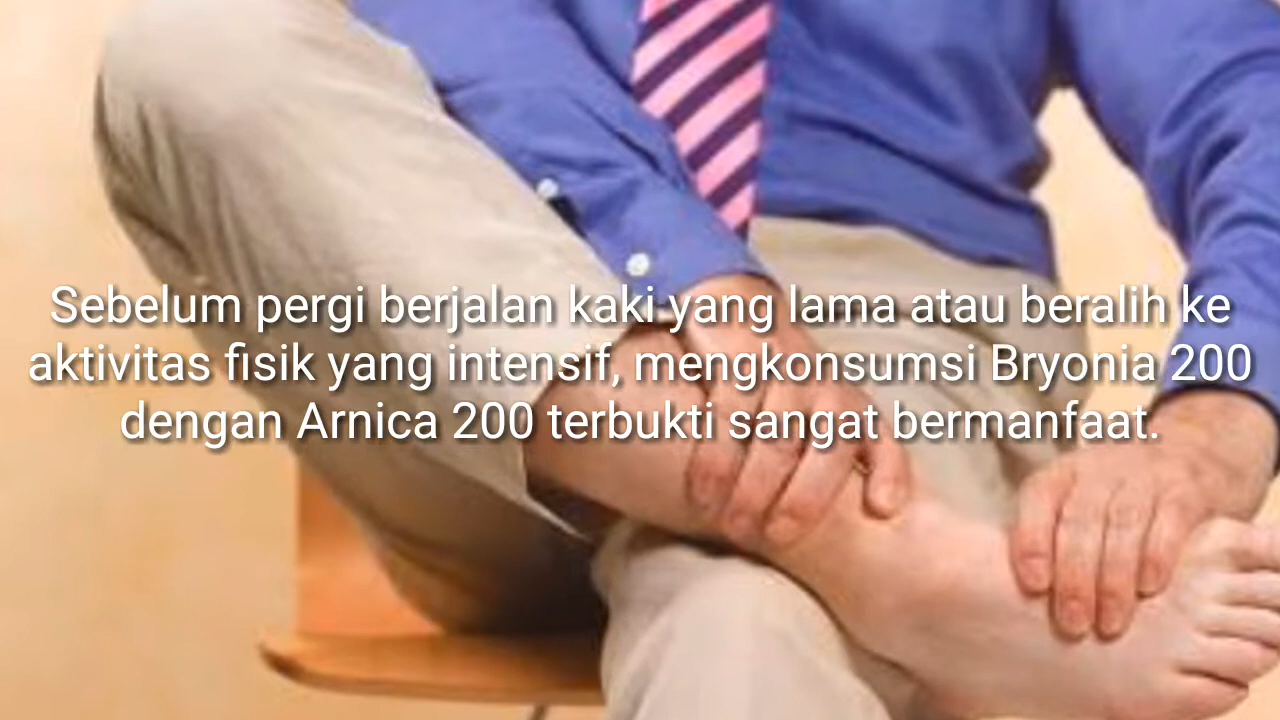 Sebelum pergi berjalan kaki yang lama atau beralih ke
aktivitas fisik yang intensif, mengkonsumsi Bryonia 200
dengan Arnica 200 terbukti sangat bermanfaat.